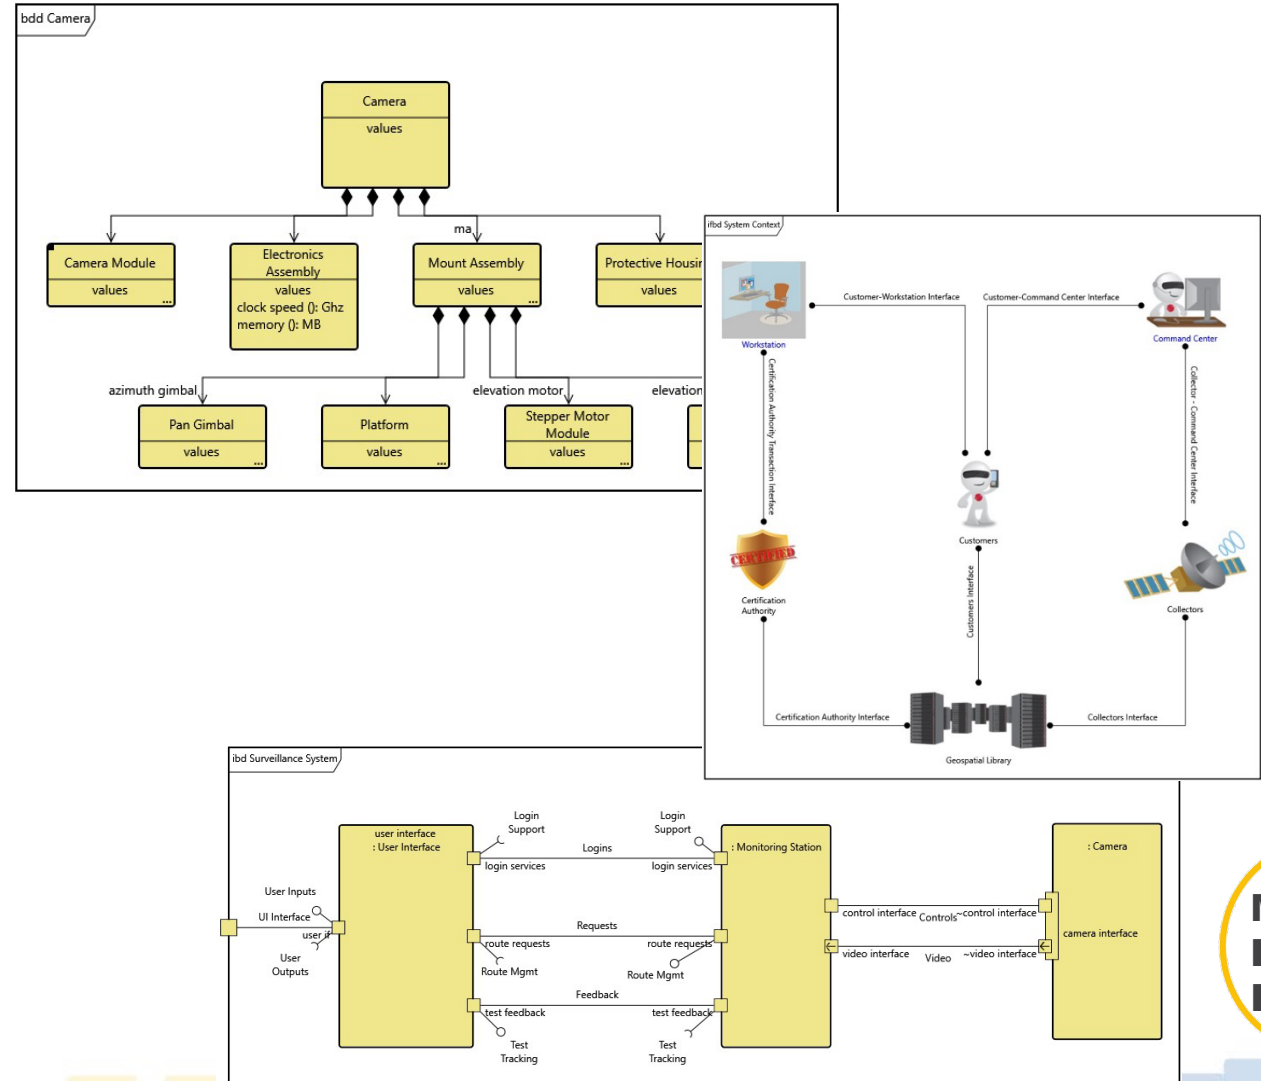 bdd Camera
Camera
values
ma
Camera Module
values
...
Electronics
Assembly
values
clock speed (): Ghz
memory (): MB
Mount Assembly
values
...
Protective
values
azimuth gimbal
elevation motor
elevation
Pan Gimbal
values
...
Platform
values
...
Stepper Motor
Module
values
...
ifbd System Context
Customer-Workstation Interface
Customer-Command Center Interface
Workstation
Command Center
Certification Authority Transaction Interface
Collector - Command Center Interface
CERTIFIED
Customers
Certification
Authority
Collectors
Customers Interface
Certification Authority Interface
Collectors Interface
Geospatial Library
ibd Surveillance System
user interface
: User Interface
Login
Support
Logins
Login
Support
login services
login services
: Monitoring Station
: Camera
User Inputs
UI Interface
user if
User
Outputs
Requests
route requests
route requests
Route Mgmt
Route Mgmt
Feedback
test feedback
test feedback
Test
Tracking
Test
Tracking
control interface
Controls
~control interface
video interface
Video
~video interface
camera interface